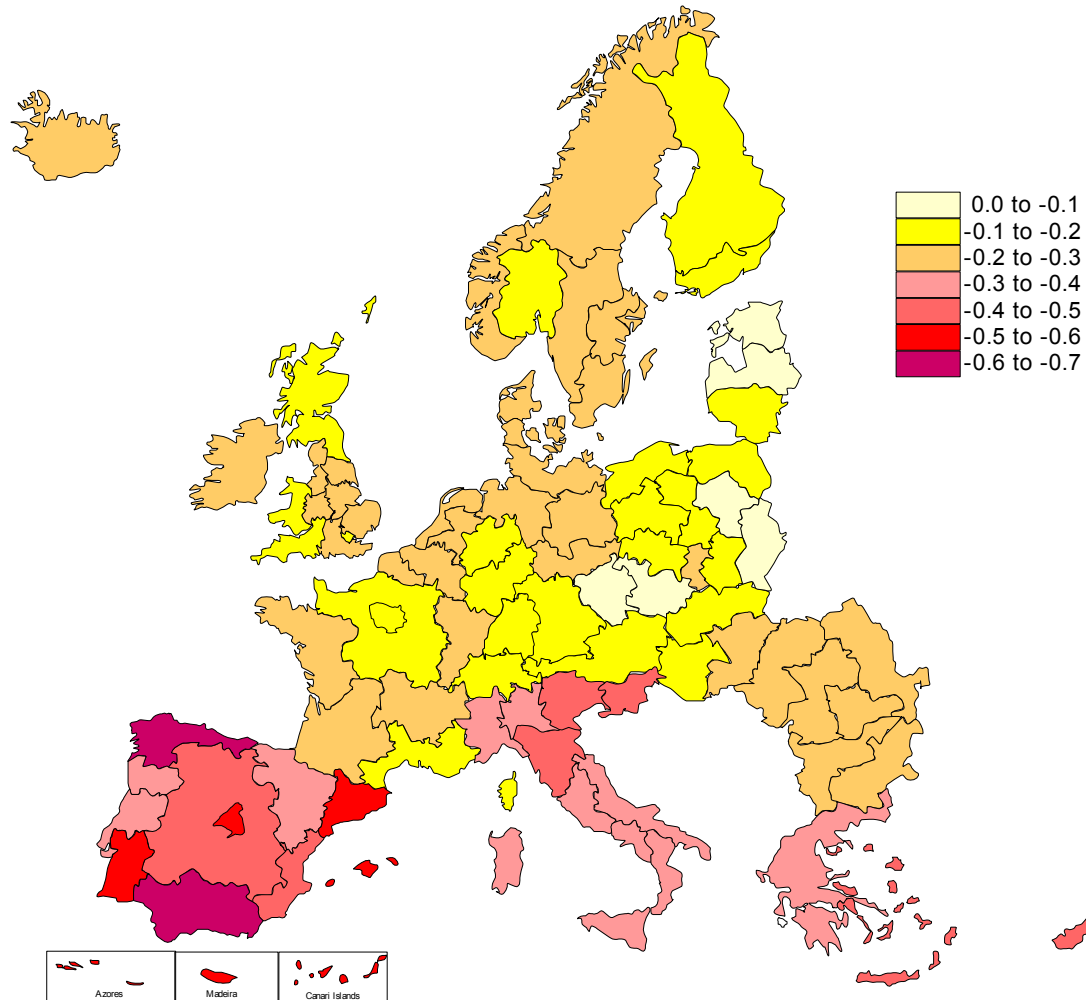 0.0 to -0.1
-0.1 to -0.2
-0.2 to -0.3
-0.3 to -0.4
-0.4 to -0.5
-0.5 to -0.6
-0.6 to -0.7
Azores
Madeira
Canari Islands